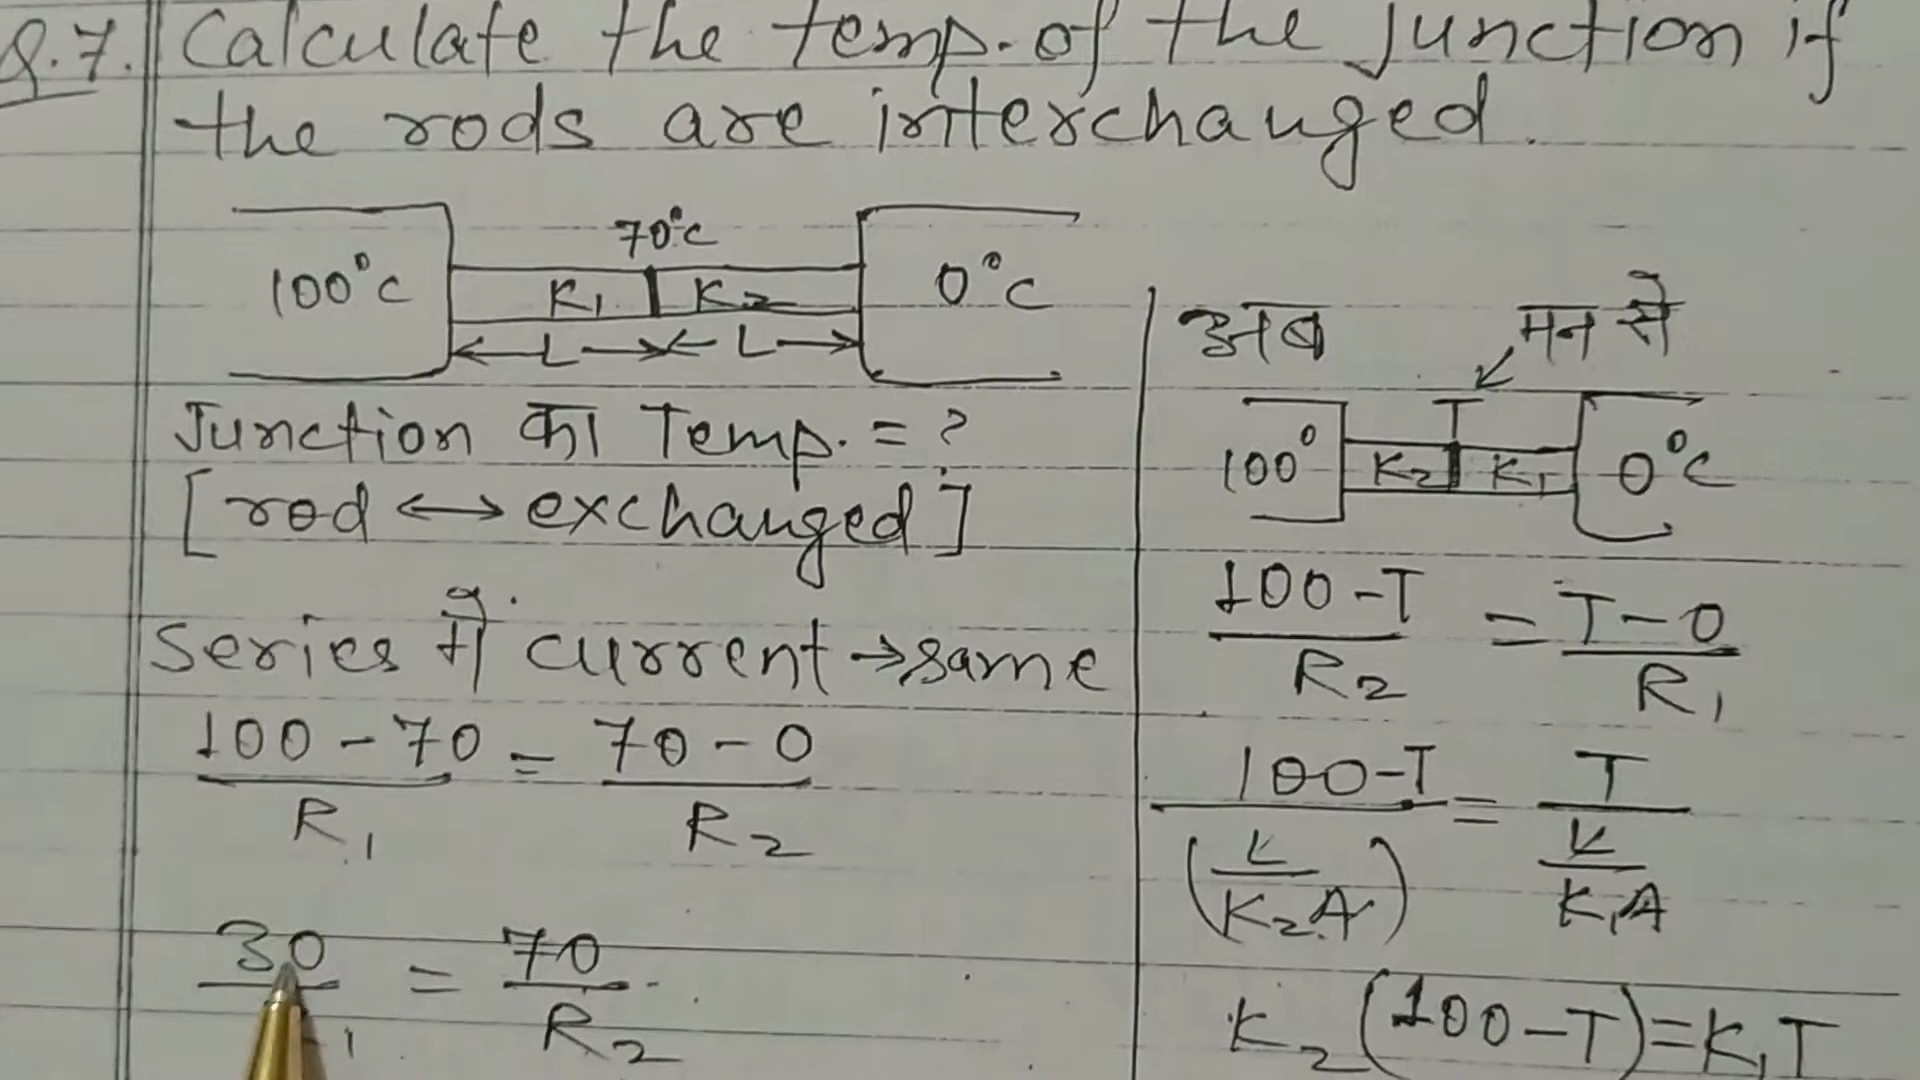 Q.7. Calculate the temp. of the junction if
the rods are interchanged.
70°C
100°C K₁ K₂ 0°C
L L
Junction का Temp. = ?
[rod ↔ exchanged]
Series में current → same
100 - 70 / R₁ = 70 - 0 / R₂
30 / ₁ = 70 / R₂
अब मन से
T
100° K₂ K₁ 0°C
100 - T / R₂ = T - 0 / R₁
100 - T / (L / K₂A) = T / L / K₁A
K₂(100 - T) = K₁T